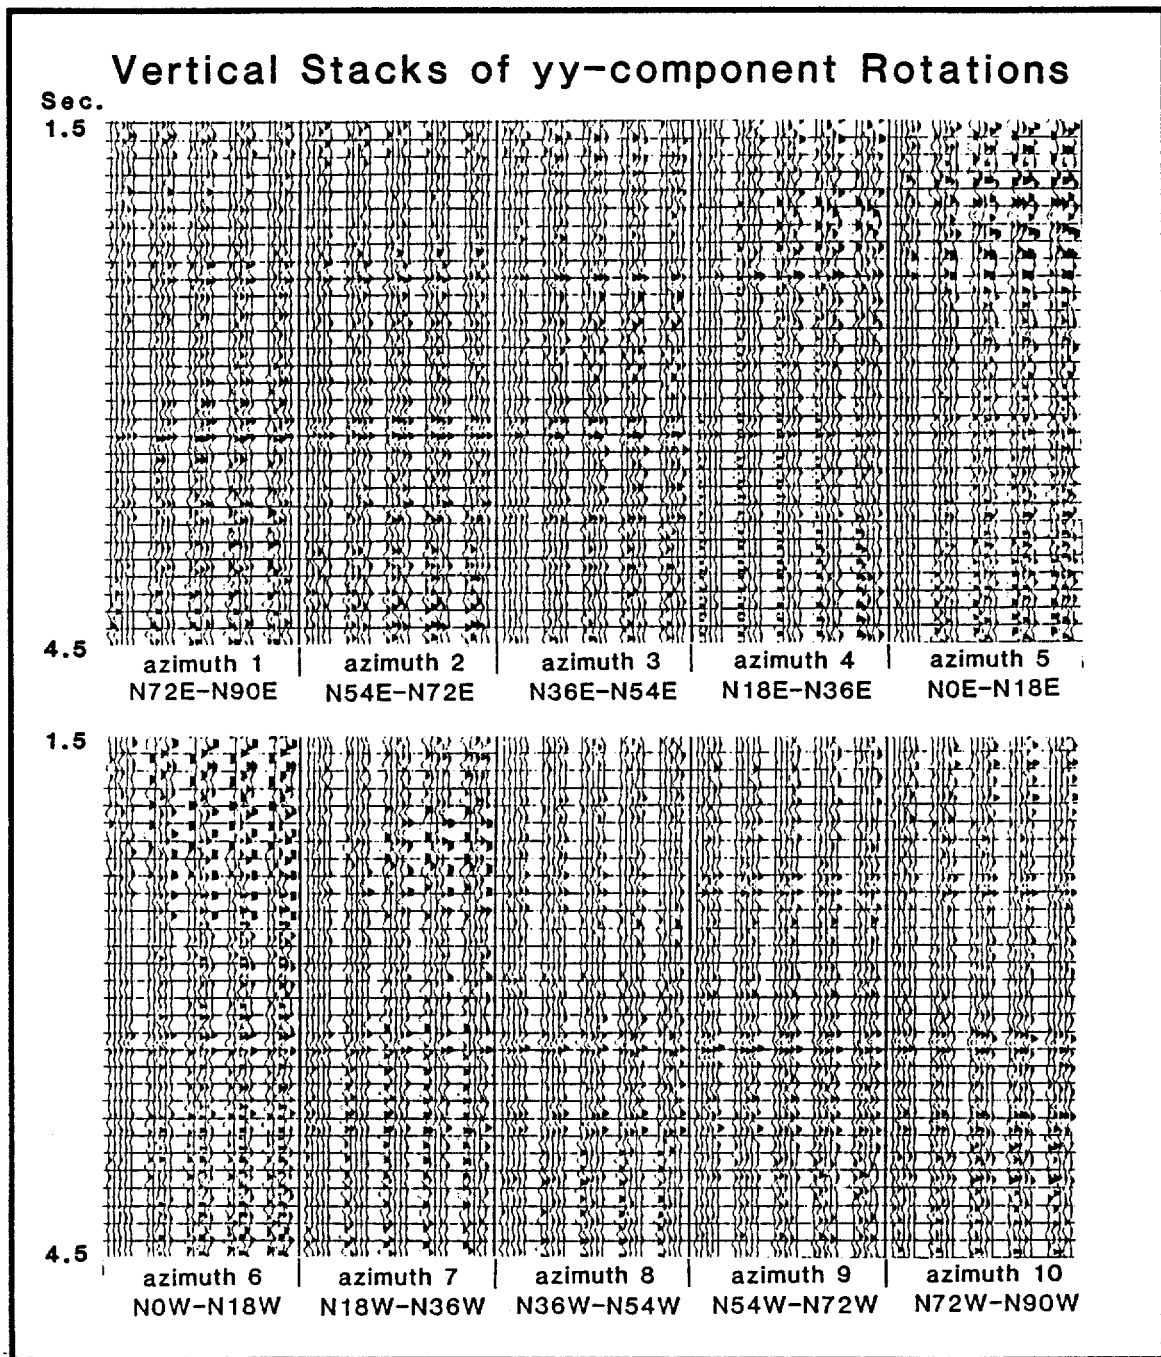 Vertical Stacks of yy-component Rotations
Sec.
1.5
4.5
azimuth 1 azimuth 2 azimuth 3 azimuth 4 azimuth 5
N72E-N90E N54E-N72E N36E-N54E N18E-N36E N0E-N18E
1.5
4.5
azimuth 6 azimuth 7 azimuth 8 azimuth 9 azimuth 10
N0W-N18W N18W-N36W N36W-N54W N54W-N72W N72W-N90W